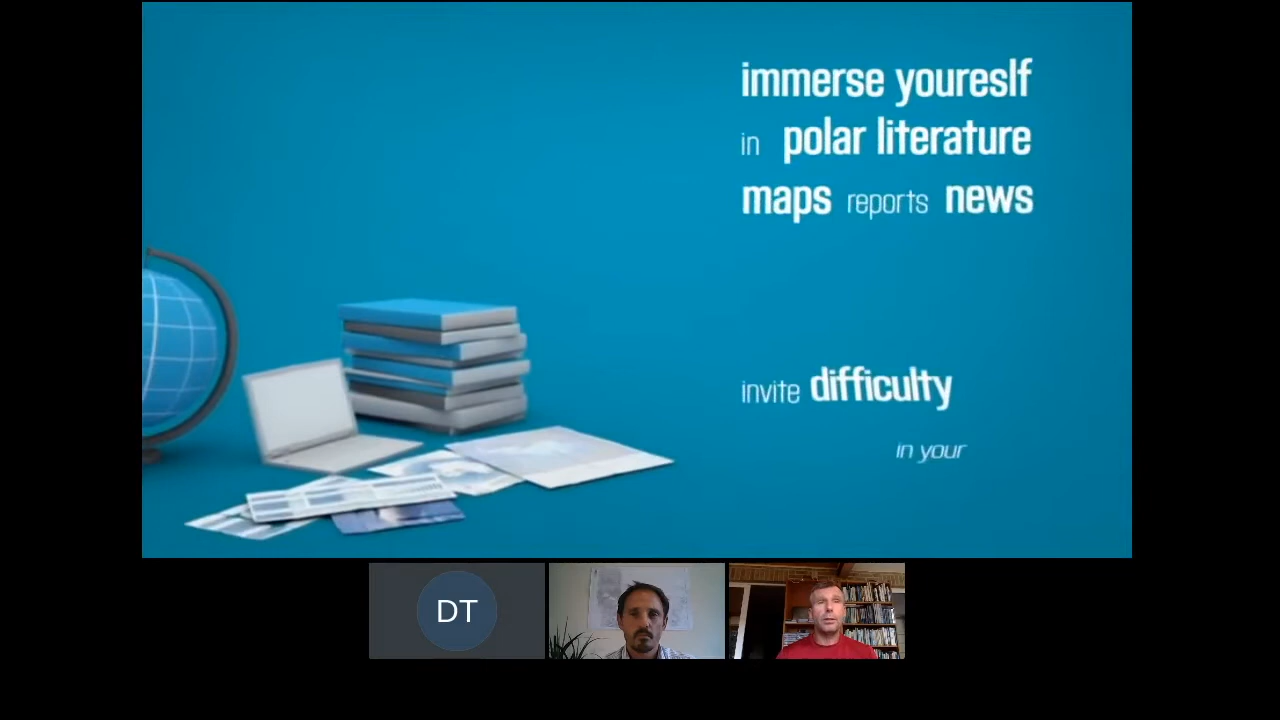 immerse youreslf
in polar literature
maps reports news
invite difficulty
in your
DT